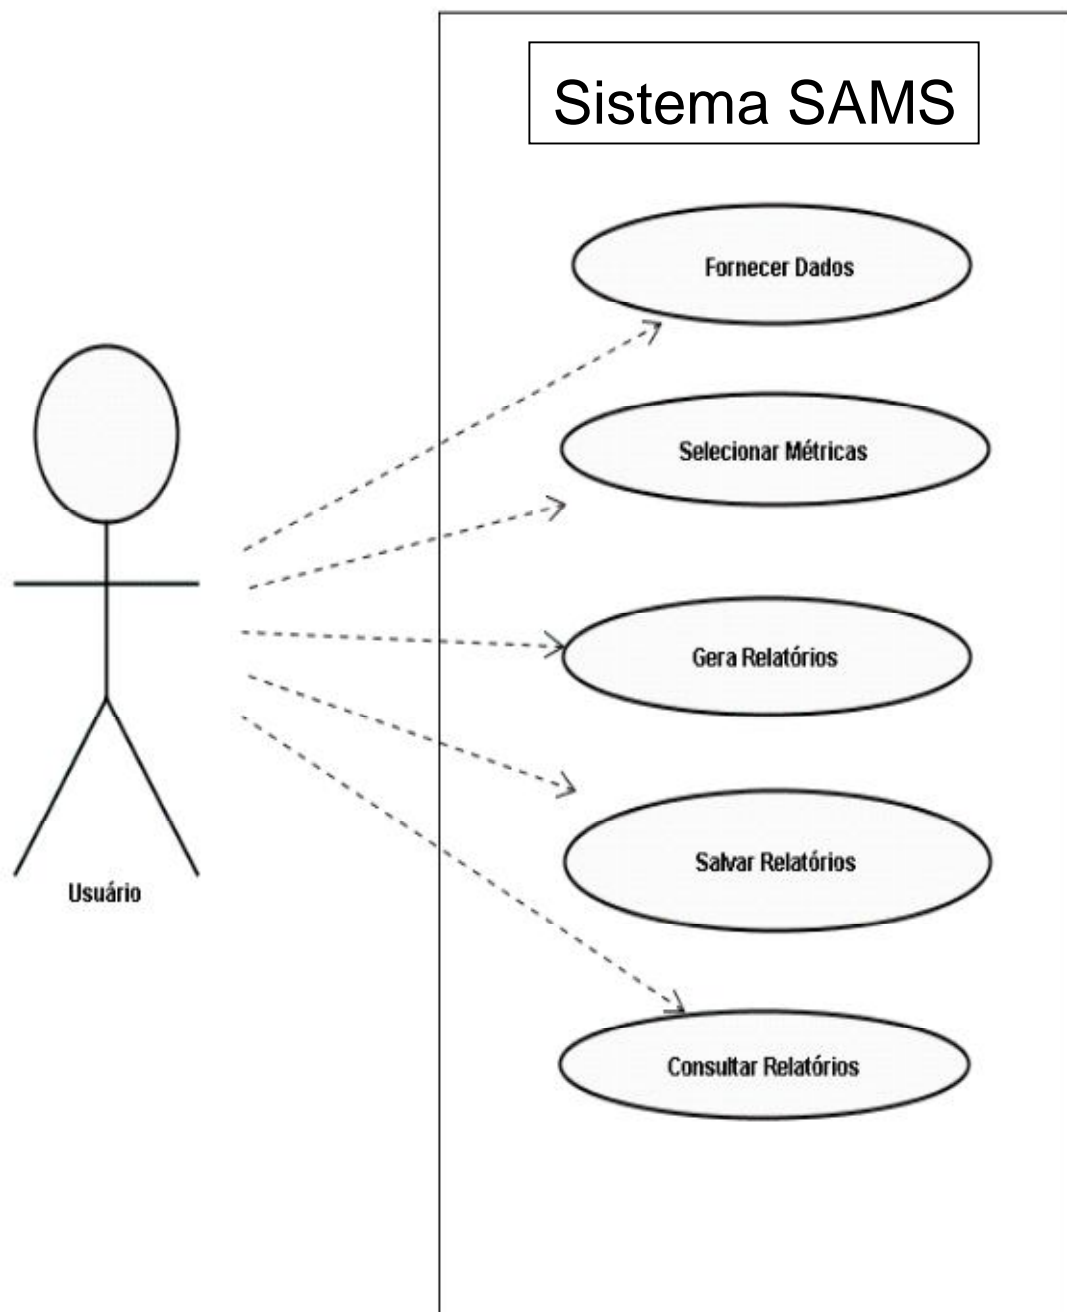 Sistema SAMS
Fornecer Dados
Selecionar Métricas
Gera Relatórios
Salvar Relatórios
Usuário
Consultar Relatórios